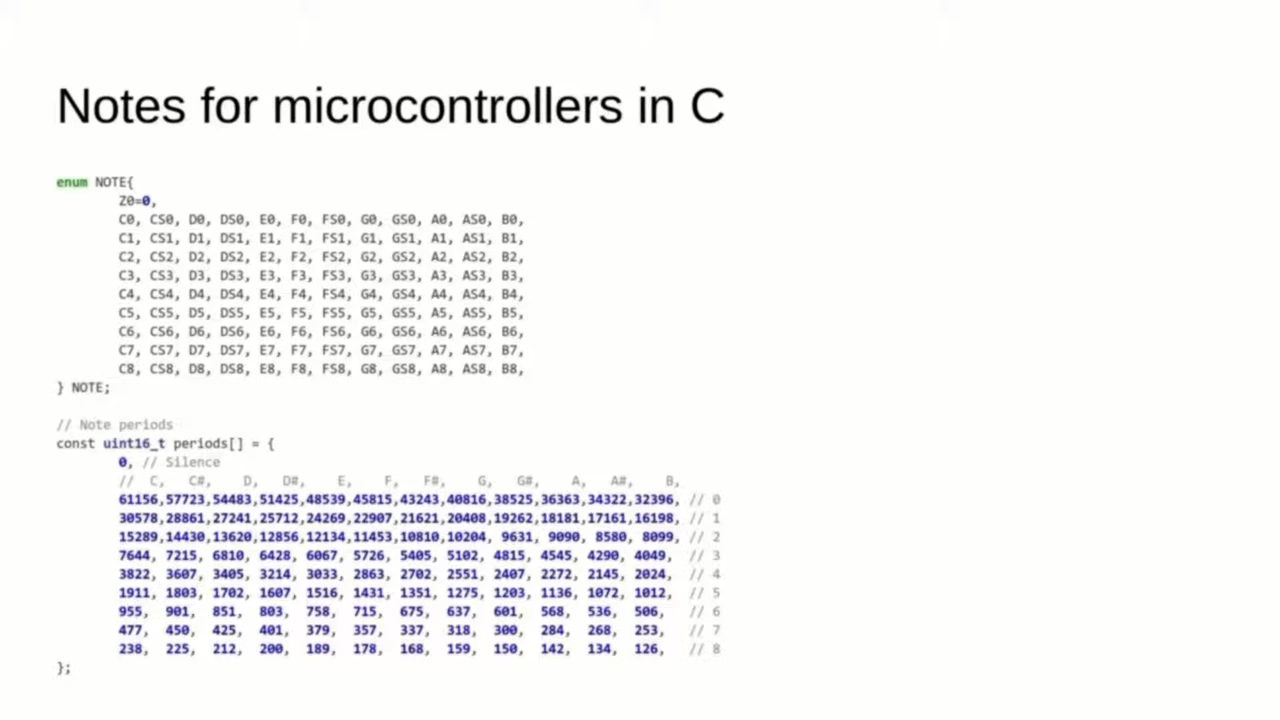 Notes for microcontrollers in C
enum NOTE{
Z0=0,
C0, CS0, D0, DS0, E0, F0, FS0, G0, GS0, A0, AS0, B0,
C1, CS1, D1, DS1, E1, F1, FS1, G1, GS1, A1, AS1, B1,
C2, CS2, D2, DS2, E2, F2, FS2, G2, GS2, A2, AS2, B2,
C3, CS3, D3, DS3, E3, F3, FS3, G3, GS3, A3, AS3, B3,
C4, CS4, D4, DS4, E4, F4, FS4, G4, GS4, A4, AS4, B4,
C5, CS5, D5, DS5, E5, F5, FS5, G5, GS5, A5, AS5, B5,
C6, CS6, D6, DS6, E6, F6, FS6, G6, GS6, A6, AS6, B6,
C7, CS7, D7, DS7, E7, F7, FS7, G7, GS7, A7, AS7, B7,
C8, CS8, D8, DS8, E8, F8, FS8, G8, GS8, A8, AS8, B8,
} NOTE;
// Note periods
const uint16_t periods[] = {
0, // Silence
// C, C#, D, D#, E, F, F#, G, G#, A, A#, B,
61156,57723,54483,51425,48539,45815,43243,40816,38525,36363,34322,32396, // 0
30578,28861,27241,25712,24269,22907,21621,20408,19262,18181,17161,16198, // 1
15289,14430,13620,12856,12134,11453,10810,10204, 9631, 9090, 8580, 8099, // 2
7644, 7215, 6810, 6428, 6067, 5726, 5405, 5102, 4815, 4545, 4290, 4049, // 3
3822, 3607, 3405, 3214, 3033, 2863, 2702, 2551, 2407, 2272, 2145, 2024, // 4
1911, 1803, 1702, 1607, 1516, 1431, 1351, 1275, 1203, 1136, 1072, 1012, // 5
955, 901, 851, 803, 758, 715, 675, 637, 601, 568, 536, 506, // 6
477, 450, 425, 401, 379, 357, 337, 318, 300, 284, 268, 253, // 7
238, 225, 212, 200, 189, 178, 168, 159, 150, 142, 134, 126, // 8
};